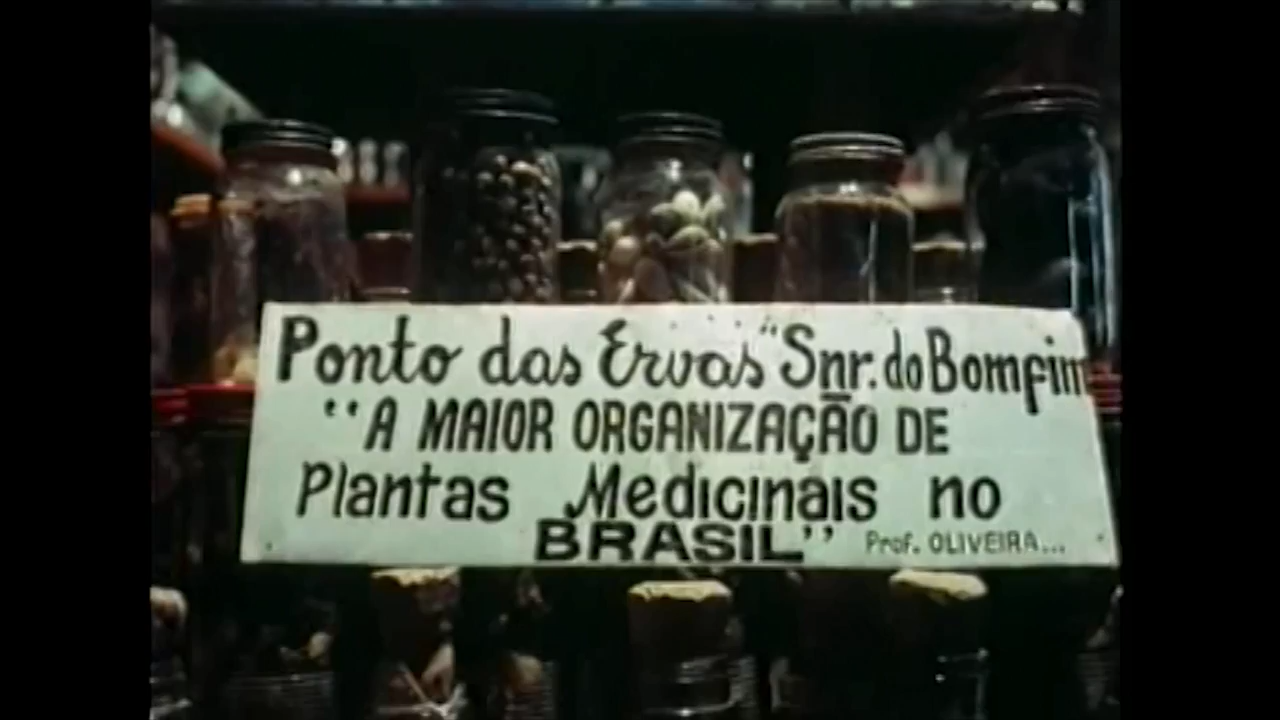 Ponto das Ervas "Snr. do Bomfim
"A MAIOR ORGANIZAÇÃO DE
Plantas Medicinais no
BRASIL" Prof. OLIVEIRA...